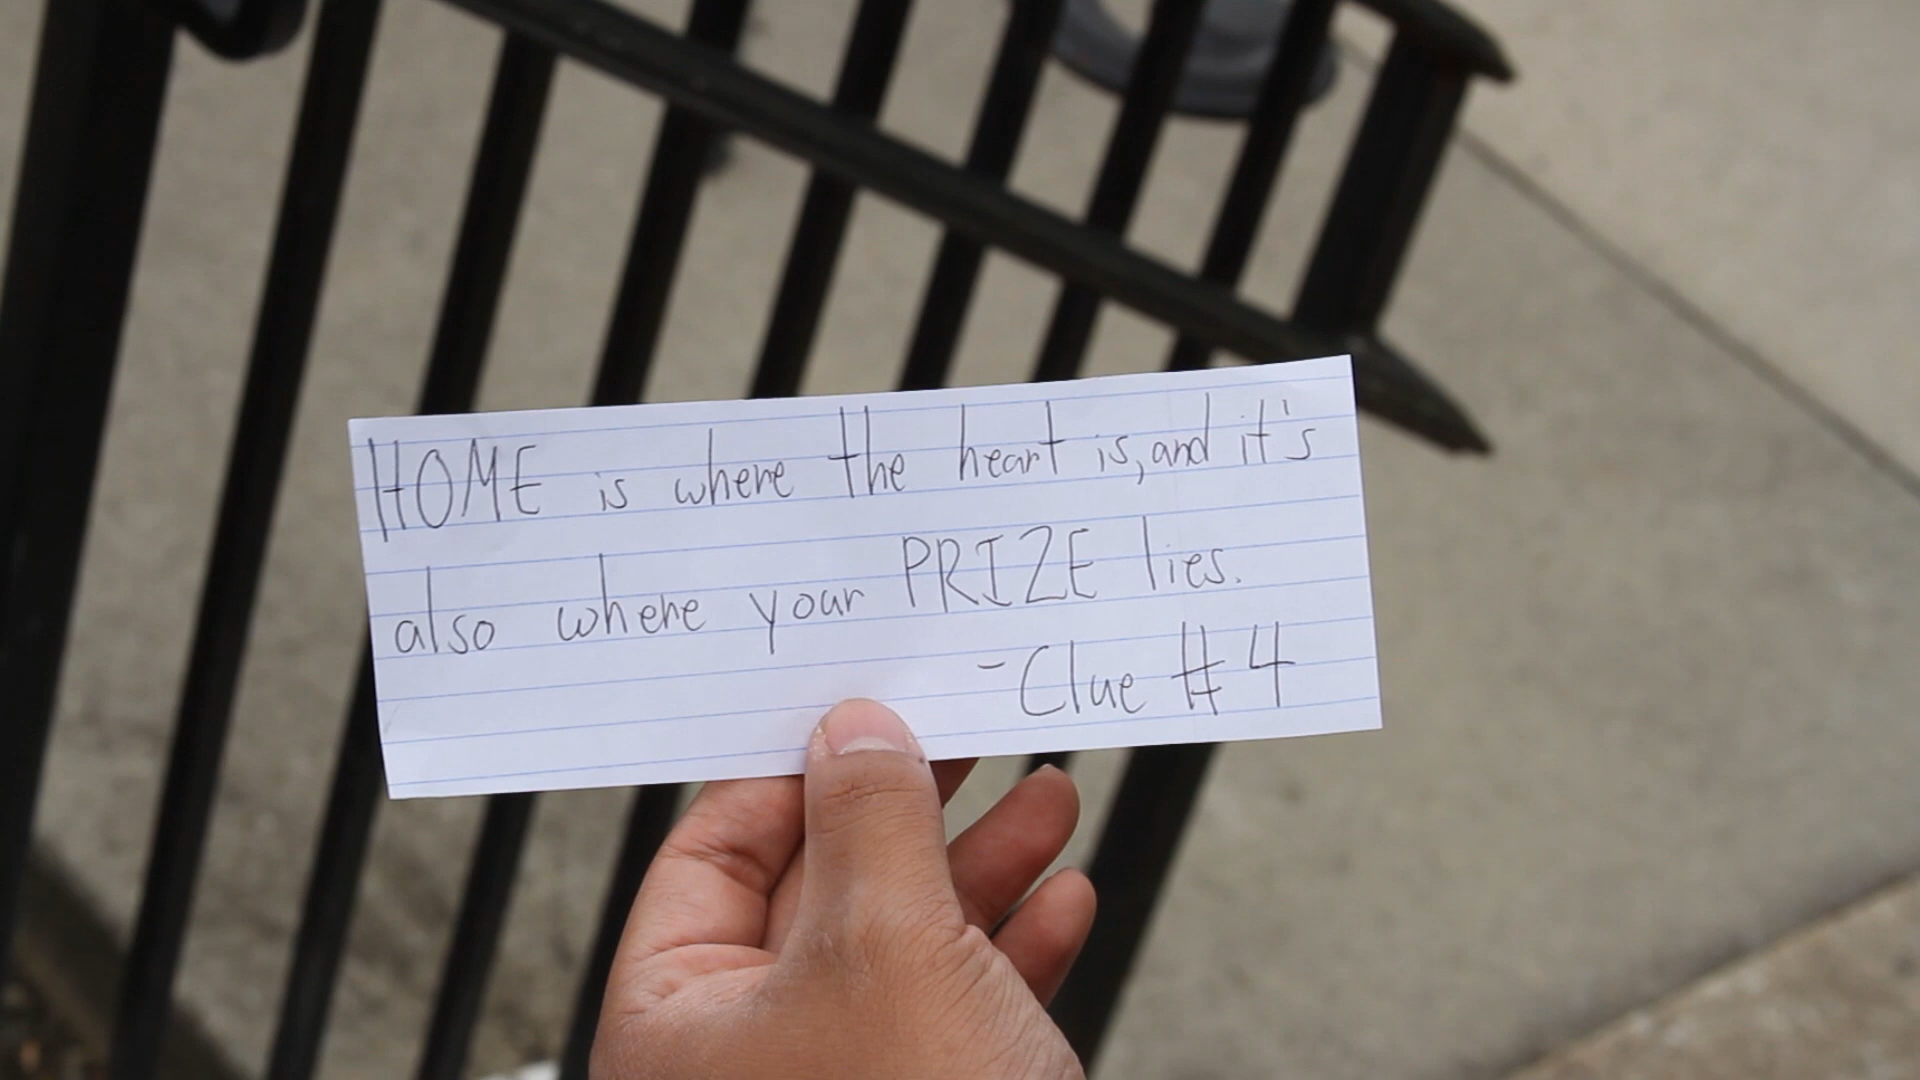 HOME is where the heart is, and it's
also where your PRIZE lies.
-Clue #4